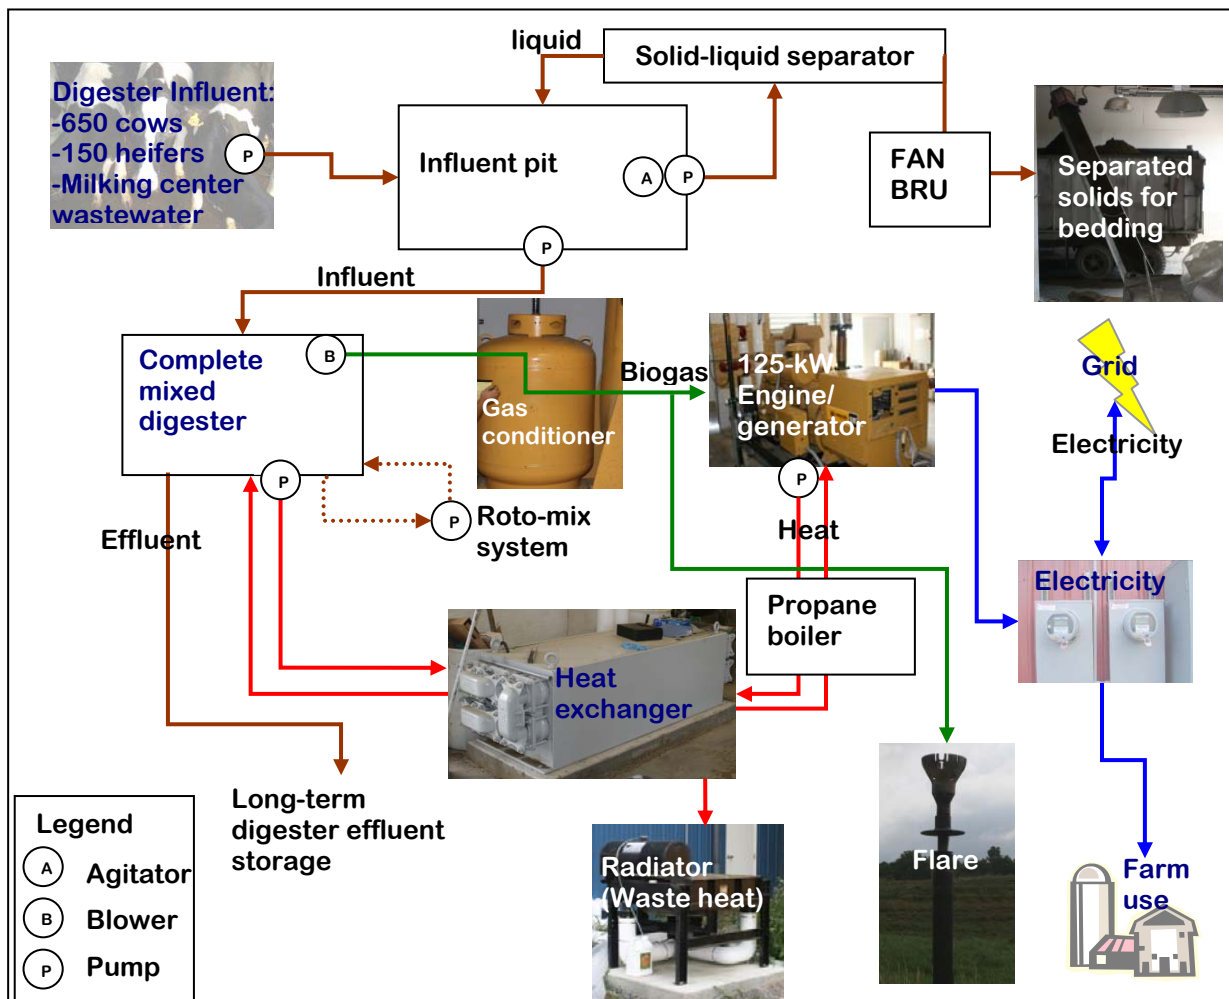 liquid
Solid-liquid separator
Digester Influent:
-650 cows
-150 heifers
-Milking center
wastewater
P
Influent pit
A
P
FAN
BRU
Separated
solids for
bedding
P
Influent
Complete
mixed
digester
B
Gas
conditioner
Biogas
125-kW
Engine/
generator
Grid
Electricity
P
P
Roto-mix
system
P
Heat
Effluent
Electricity
Propane
boiler
Heat
exchanger
Long-term
digester effluent
storage
Radiator
(Waste heat)
Flare
Farm
use
Legend
A Agitator
B Blower
P Pump